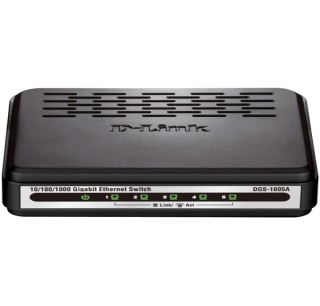 D-Link
10/100/1000 Gigabit Ethernet Switch DGS-1005A
1 2 3 4 5
Link/ Act